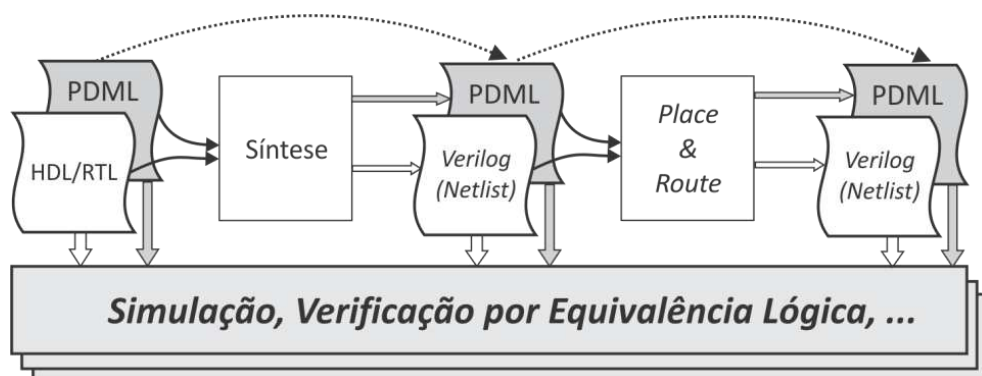 PDML
HDL/RTL
Síntese
PDML
Verilog
(Netlist)
Place
&
Route
PDML
Verilog
(Netlist)
Simulação, Verificação por Equivalência Lógica, ...